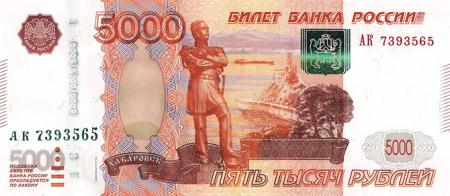 5000
БИЛЕТ БАНКА РОССИИ
АК 7393565
АК 7393565
ХАБАРОВСК
5000
ПОДДЕЛКА
БИЛЕТОВ
БАНКА РОССИИ
ПРЕСЛЕДУЕТСЯ
ПО ЗАКОНУ
5000
ПЯТЬ ТЫСЯЧ РУБЛЕЙ